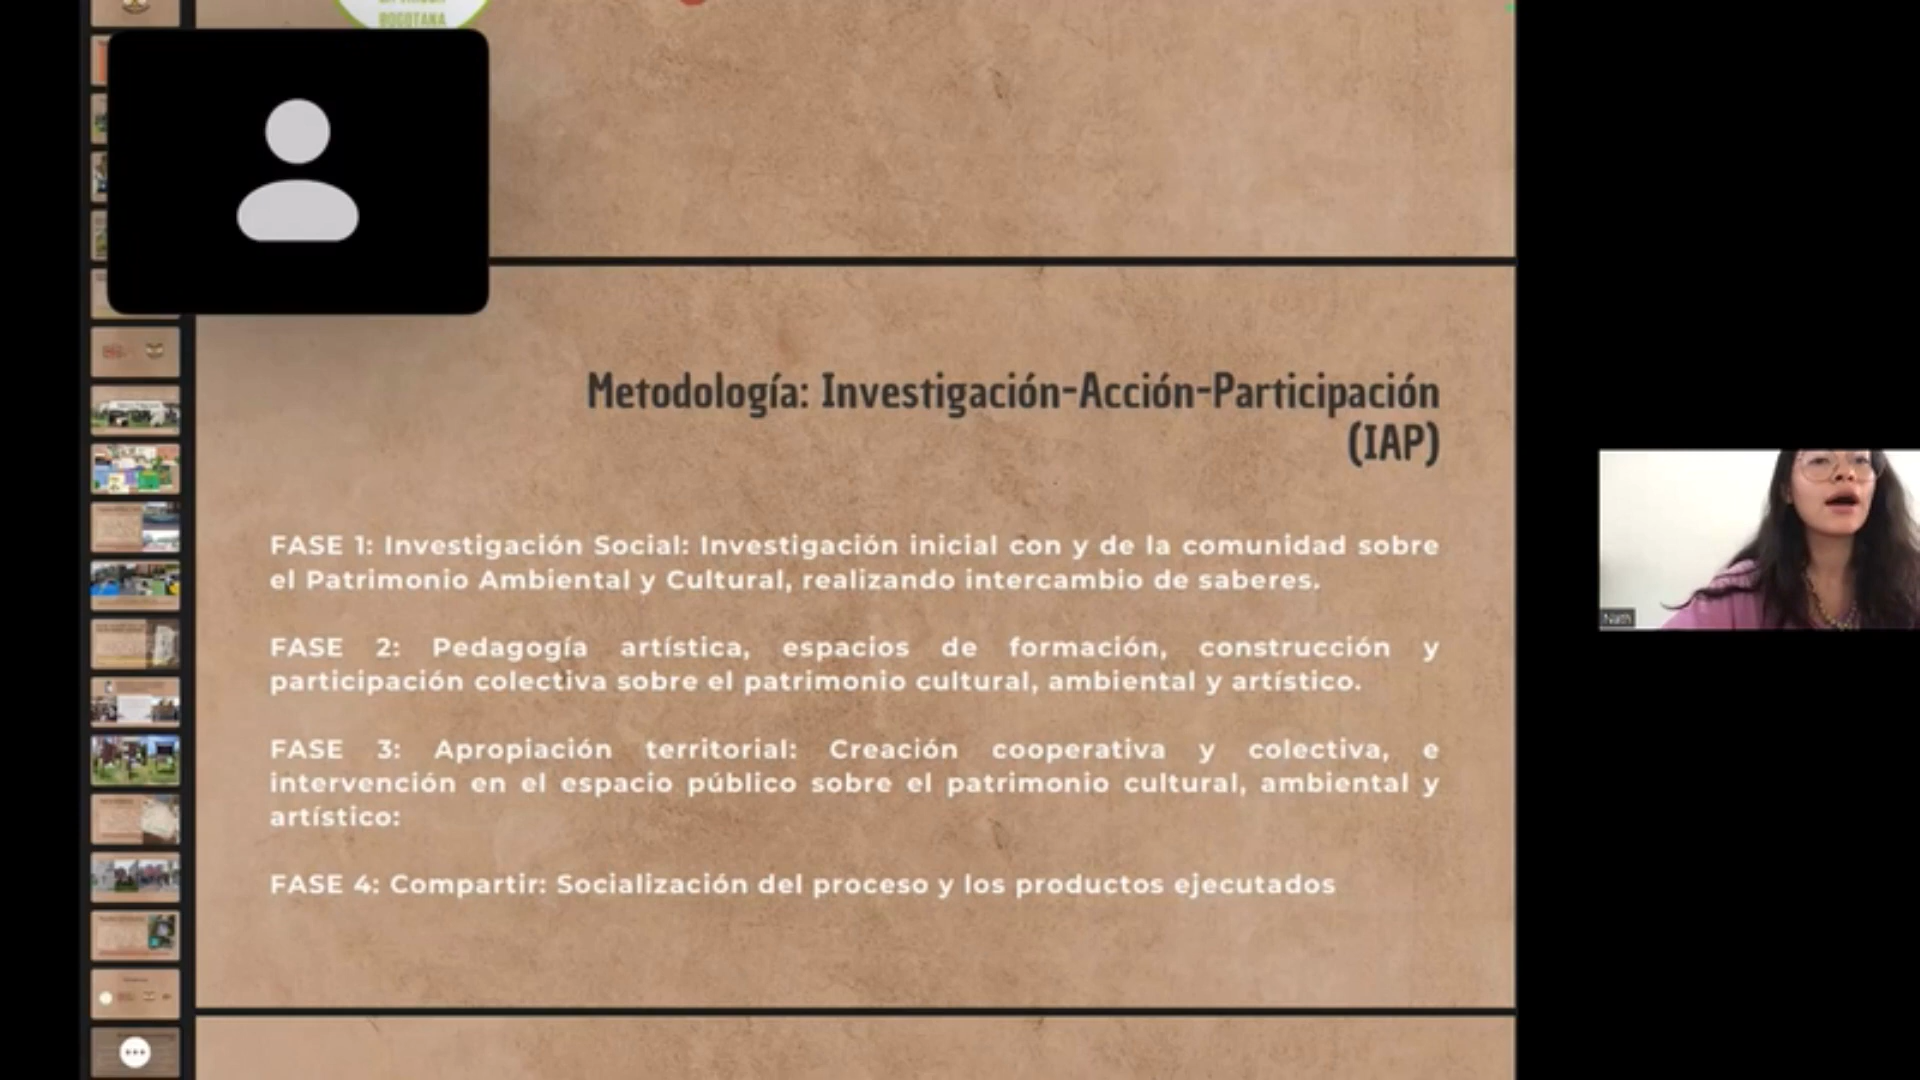 BOGOTANA
Metodología: Investigación-Acción-Participación
(IAP)
FASE 1: Investigación Social: Investigación inicial con y de la comunidad sobre
el Patrimonio Ambiental y Cultural, realizando intercambio de saberes.
FASE 2: Pedagogía artística, espacios de formación, construcción y
participación colectiva sobre el patrimonio cultural, ambiental y artístico.
FASE 3: Apropiación territorial: Creación cooperativa y colectiva, e
intervención en el espacio público sobre el patrimonio cultural, ambiental y
artístico:
FASE 4: Compartir: Socialización del proceso y los productos ejecutados
Nath